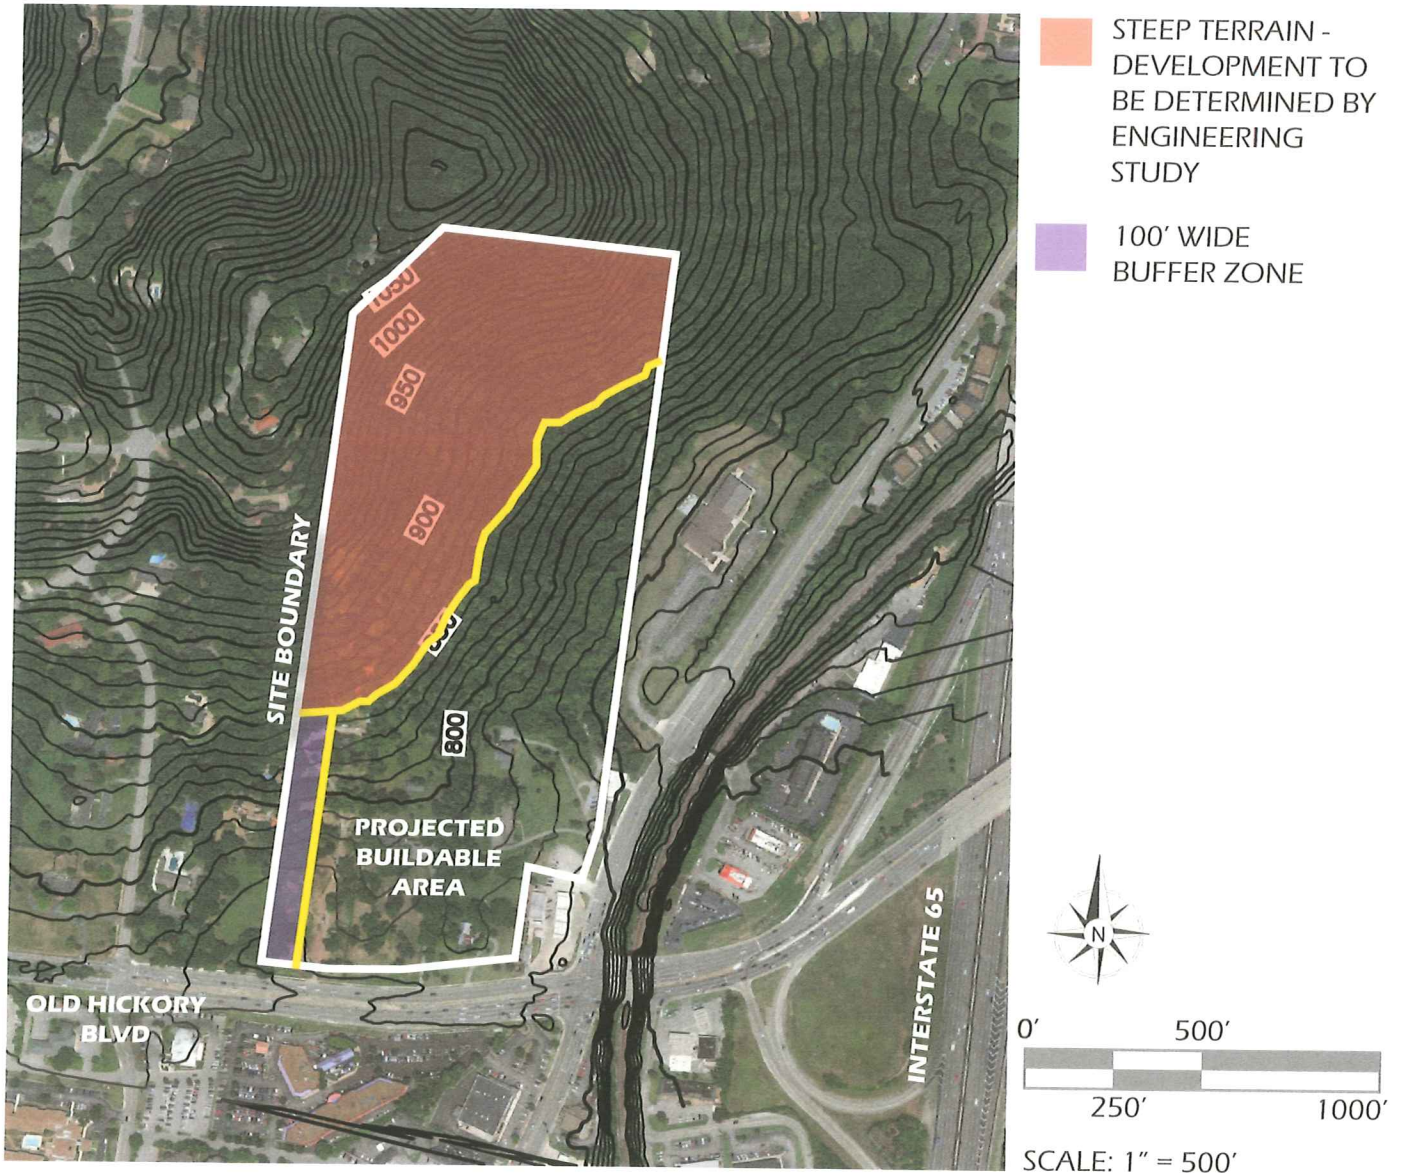 STEEP TERRAIN -
DEVELOPMENT TO
BE DETERMINED BY
ENGINEERING
STUDY
100' WIDE
BUFFER ZONE
1050
1000
950
900
SITE BOUNDARY
800
PROJECTED
BUILDABLE
AREA
OLD HICKORY
BLVD
INTERSTATE 65
N
0'
500'
250'
1000'
SCALE: 1" = 500'